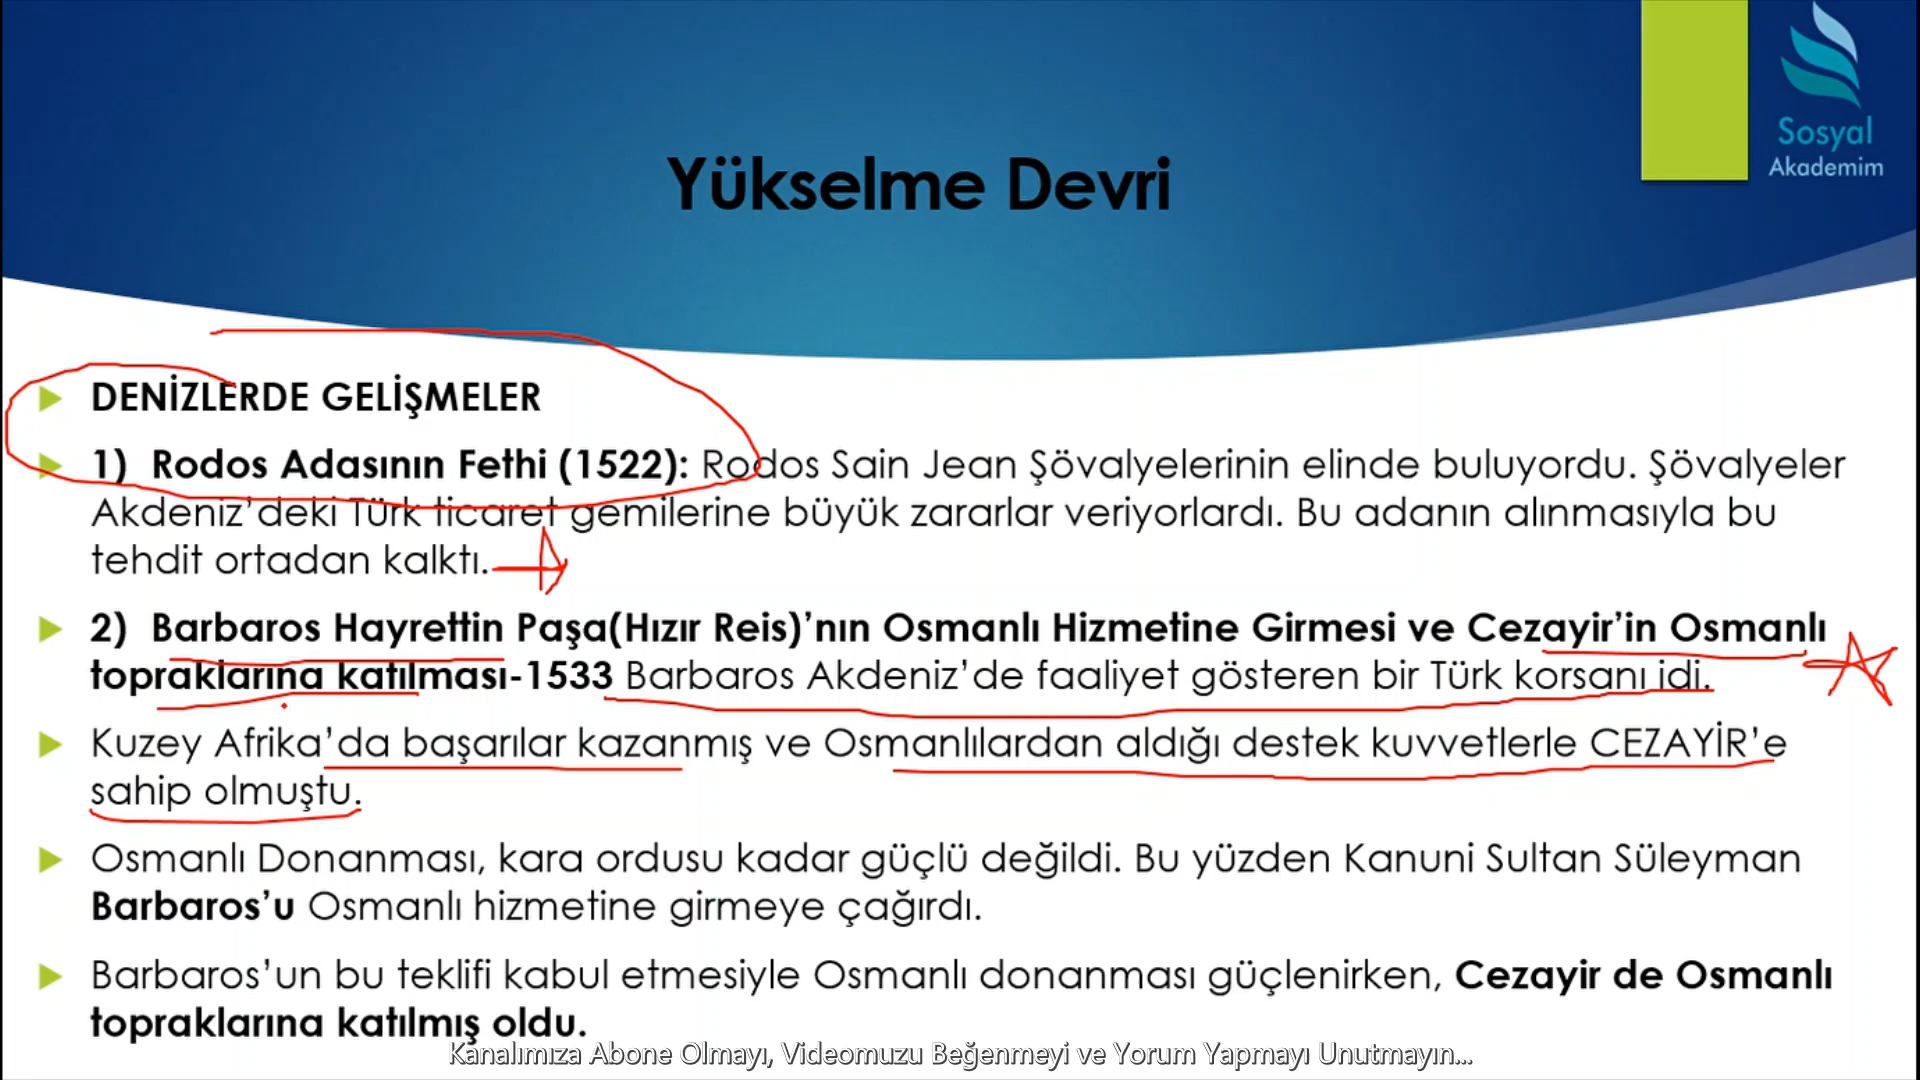 Sosyal
Akademim
Yükselme Devri
DENİZLERDE GELİŞMELER
1) Rodos Adasının Fethi (1522): Rodos Sain Jean Şövalyelerinin elinde buluyordu. Şövalyeler
Akdeniz'deki Türk ticaret gemilerine büyük zararlar veriyorlardı. Bu adanın alınmasıyla bu
tehdit ortadan kalktı.
2) Barbaros Hayrettin Paşa(Hızır Reis)'nın Osmanlı Hizmetine Girmesi ve Cezayir'in Osmanlı
topraklarına katılması-1533 Barbaros Akdeniz'de faaliyet gösteren bir Türk korsanı idi.
Kuzey Afrika'da başarılar kazanmış ve Osmanlılardan aldığı destek kuvvetlerle CEZAYİR'e
sahip olmuştu.
Osmanlı Donanması, kara ordusu kadar güçlü değildi. Bu yüzden Kanuni Sultan Süleyman
Barbaros'u Osmanlı hizmetine girmeye çağırdı.
Barbaros'un bu teklifi kabul etmesiyle Osmanlı donanması güçlenirken, Cezayir de Osmanlı
topraklarına katılmış oldu.
Kanalımıza Abone Olmayı, Videomuzu Beğenmeyi ve Yorum Yapmayı Unutmayın...